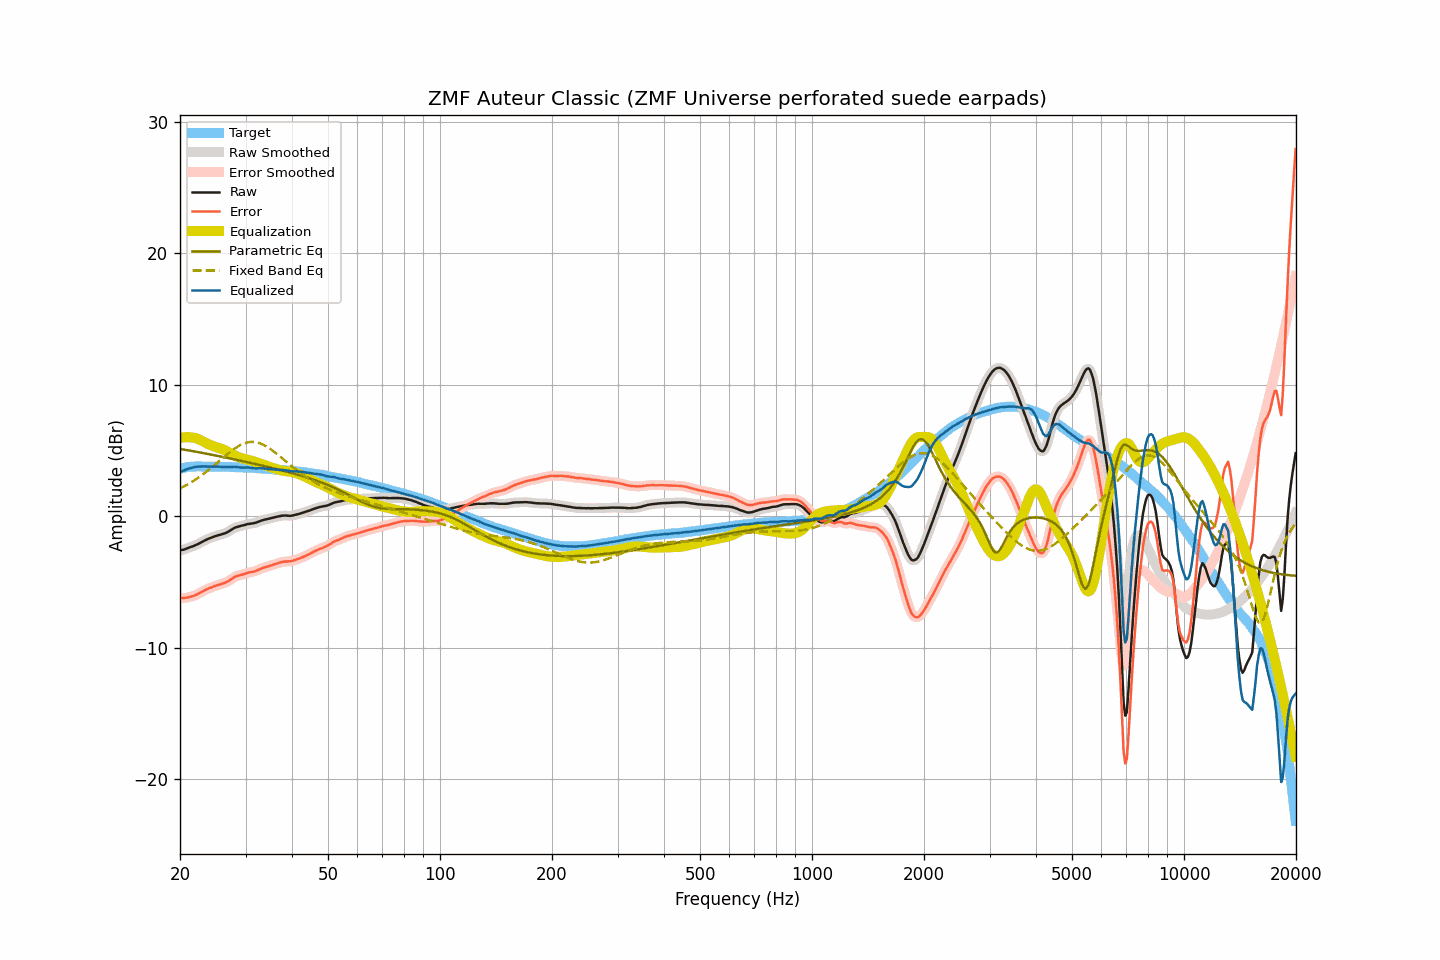 ZMF Auteur Classic (ZMF Universe perforated suede earpads)
30
20
10
0
−10
−20
Amplitude (dBr)
Target
Raw Smoothed
Error Smoothed
Raw
Error
Equalization
Parametric Eq
Fixed Band Eq
Equalized
20 50 100 200 500 1000 2000 5000 10000 20000
Frequency (Hz)